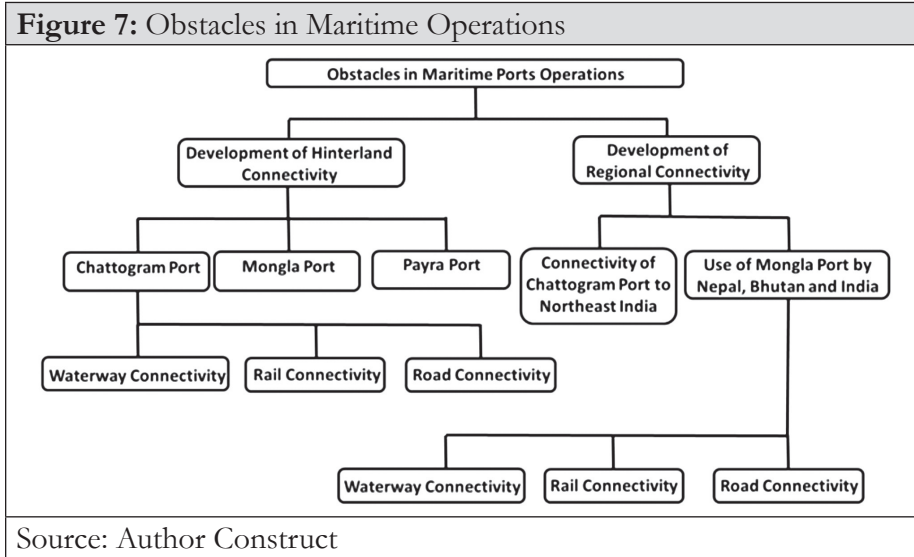 Figure 7: Obstacles in Maritime Operations
Obstacles in Maritime Ports Operations
Development of Hinterland
Connectivity
Development of
Regional Connectivity
Chattogram Port
Mongla Port
Payra Port
Connectivity of
Chattogram Port to
Northeast India
Use of Mongla Port by
Nepal, Bhutan and India
Waterway Connectivity
Rail Connectivity
Road Connectivity
Waterway Connectivity
Rail Connectivity
Road Connectivity
Source: Author Construct